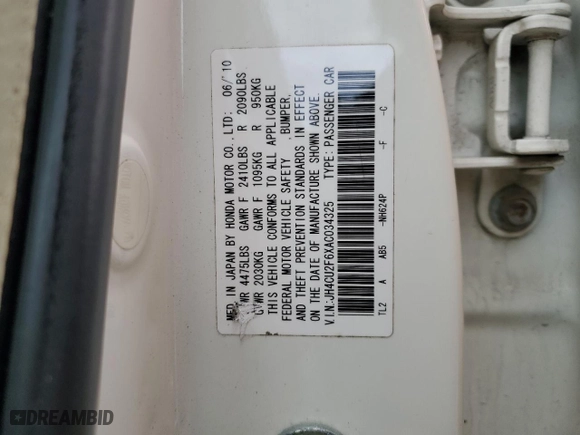 MFD. IN JAPAN BY HONDA MOTOR CO.,LTD: 06/10
GVWR 4475LBS GAWR F 2410LBS R 2090LBS
GVWR 2030KG GAWR F 1095KG R 950KG
THIS VEHICLE CONFORMS TO ALL APPLICABLE
FEDERAL MOTOR VEHICLE SAFETY ,BUMPER,
AND THEFT PREVENTION STANDARDS IN EFFECT
ON THE DATE OF MANUFACTURE SHOWN ABOVE.
V.I.N:JH4CU2F6XAC034325 TYPE: PASSENGER CAR
TL2 A AB5 -NH624P -F -C
DREAMBID